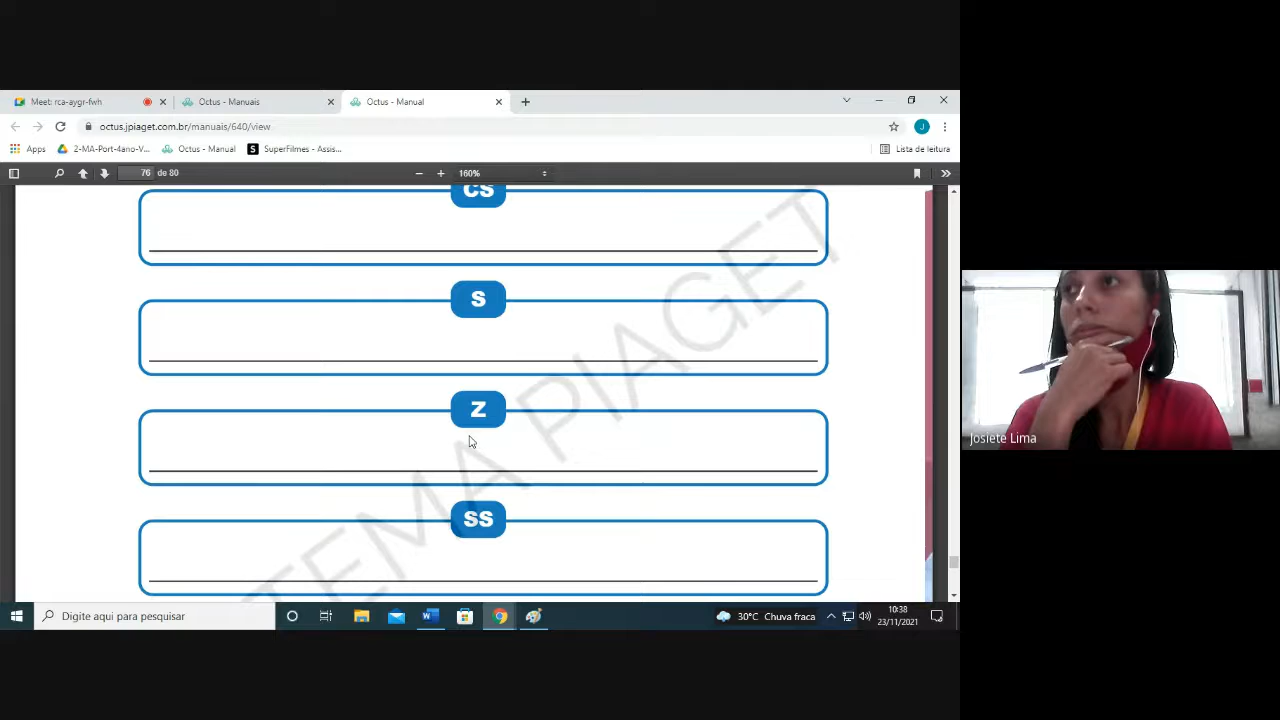 Meet: rca-aygr-fwh
Octus - Manuais
Octus - Manual
octus.jpiaget.com.br/manuais/640/view
Apps
2-MA-Port-4ano-V...
Octus - Manual
S
SuperFilmes - Assis...
Lista de leitura
J
76 de 80
160%
CS
S
Z
SS
TEMA PIAGET
Josiete Lima
Digite aqui para pesquisar
30°C Chuva fraca
10:38
23/11/2021